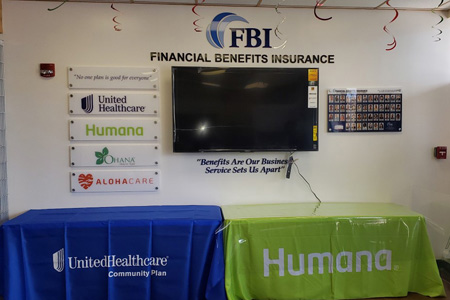 FBI
FINANCIAL BENEFITS INSURANCE
"No one plan is good for everyone"
United
Healthcare
Humana
OHANA
ALOHACARE
"Benefits Are Our Busines
Service Sets Us Apart"
UnitedHealthcare
Community Plan
Humana